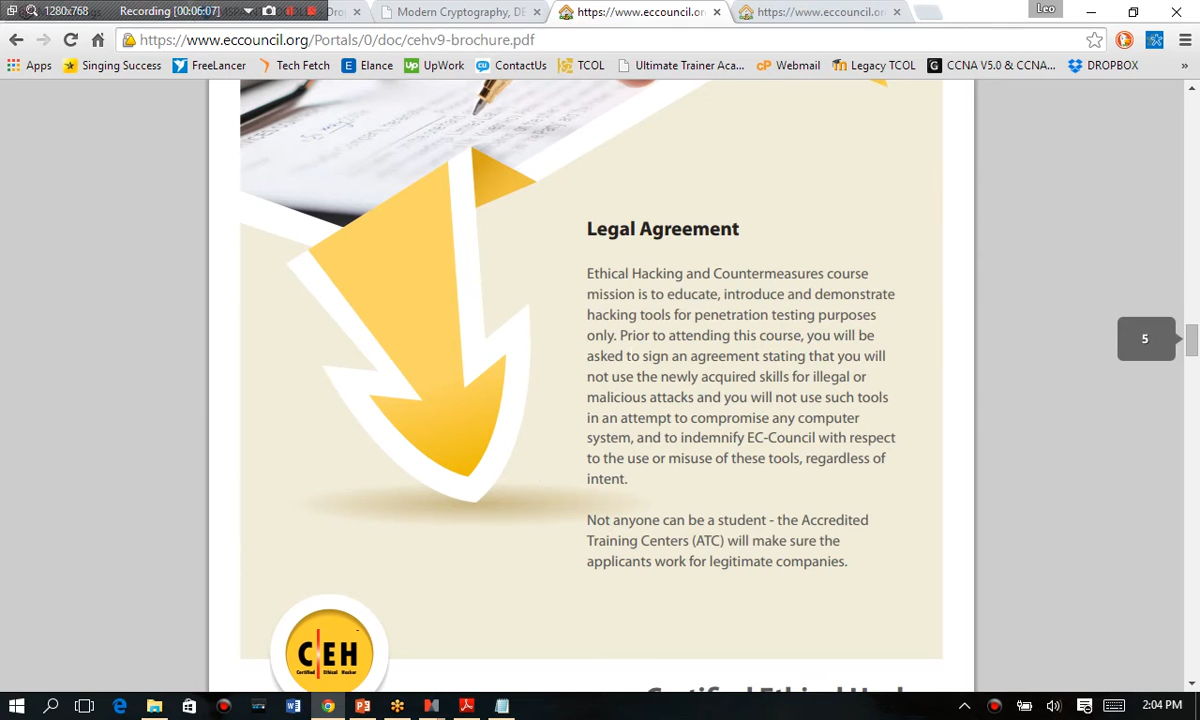 1280x768 Recording [00:06:07]
Modern Cryptography, DE
https://www.eccouncil.org
https://www.eccouncil.or
Leo
https://www.eccouncil.org/Portals/0/doc/cehv9-brochure.pdf
Apps Singing Success FreeLancer Tech Fetch Elance UpWork ContactUs TCOL Ultimate Trainer Aca... Webmail Legacy TCOL CCNA V5.0 & CCNA... DROPBOX »
Legal Agreement
Ethical Hacking and Countermeasures course
mission is to educate, introduce and demonstrate
hacking tools for penetration testing purposes
only. Prior to attending this course, you will be
asked to sign an agreement stating that you will
not use the newly acquired skills for illegal or
malicious attacks and you will not use such tools
in an attempt to compromise any computer
system, and to indemnify EC-Council with respect
to the use or misuse of these tools, regardless of
intent.
Not anyone can be a student - the Accredited
Training Centers (ATC) will make sure the
applicants work for legitimate companies.
5
CEH
Certified Ethical Hacker
2:04 PM